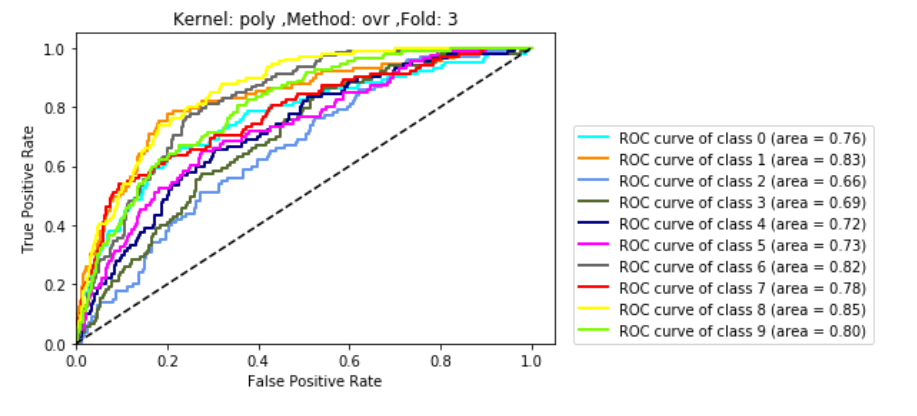 Kernel: poly ,Method: ovr ,Fold: 3
1.0
0.8
0.6
0.4
0.2
0.0
True Positive Rate
0.0 0.2 0.4 0.6 0.8 1.0
False Positive Rate
ROC curve of class 0 (area = 0.76)
ROC curve of class 1 (area = 0.83)
ROC curve of class 2 (area = 0.66)
ROC curve of class 3 (area = 0.69)
ROC curve of class 4 (area = 0.72)
ROC curve of class 5 (area = 0.73)
ROC curve of class 6 (area = 0.82)
ROC curve of class 7 (area = 0.78)
ROC curve of class 8 (area = 0.85)
ROC curve of class 9 (area = 0.80)